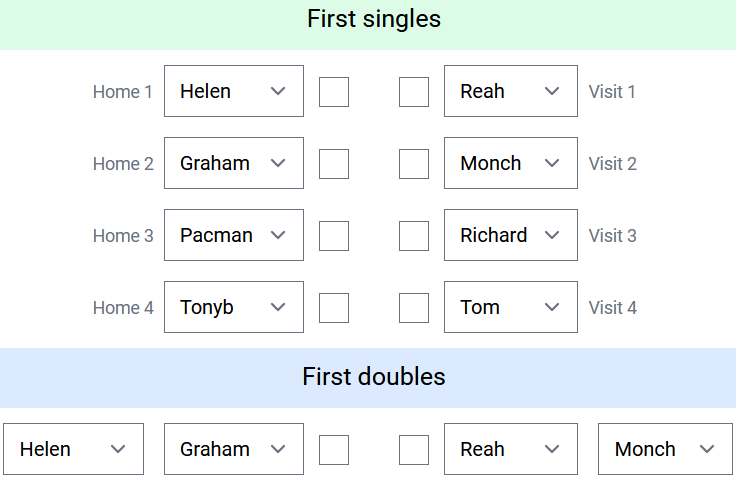 First singles
Home 1 Helen Reah Visit 1
Home 2 Graham Monch Visit 2
Home 3 Pacman Richard Visit 3
Home 4 Tonyb Tom Visit 4
First doubles
Helen Graham Reah Monch